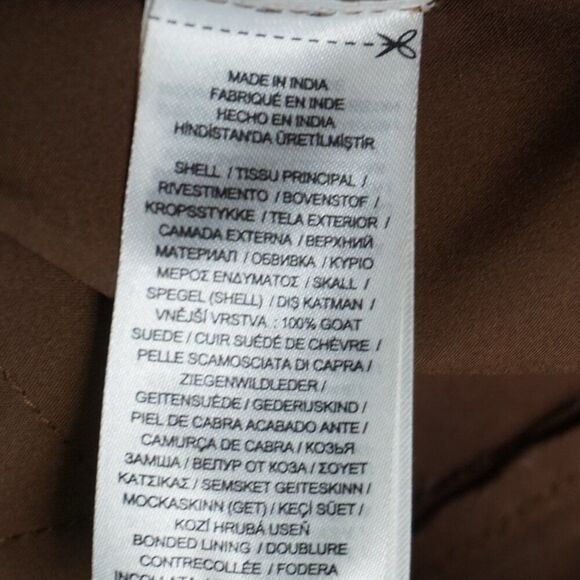 MADE IN INDIA
FABRIQUÉ EN INDE
HECHO EN INDIA
HİNDİSTAN'DA ÜRETİLMİŞTİR
SHELL / TISSU PRINCIPAL /
RIVESTIMENTO / BOVENSTOF /
KROPSSTYKKE / TELA EXTERIOR /
CAMADA EXTERNA / ВЕРХНИЙ
МАТЕРИАЛ / ОБВИВКА / ΚΥΡΙΟ
ΜΕΡΟΣ ΕΝΔΥΜΑΤΟΣ / SKALL /
SPEGEL (SHELL) / DIŞ KATMAN /
VNĚJŠÍ VRSTVA : 100% GOAT
SUEDE / CUIR SUÉDÉ DE CHÈVRE /
PELLE SCAMOSCIATA DI CAPRA /
ZIEGENWILDLEDER /
GEITENSUÈDE / GEDERUSKIND /
PIEL DE CABRA ACABADO ANTE /
CAMURÇA DE CABRA / КОЗЬЯ
ЗАМША / ВЕЛУР ОТ КОЗА / ΣΟΥΕΤ
ΚΑΤΣΙΚΑΣ / SEMSKET GEITESKINN /
MOCKASKINN (GET) / KEÇİ SÜET /
KOZÍ HRUBÁ USEŇ
BONDED LINING / DOUBLURE
CONTRECOLLÉE / FODERA